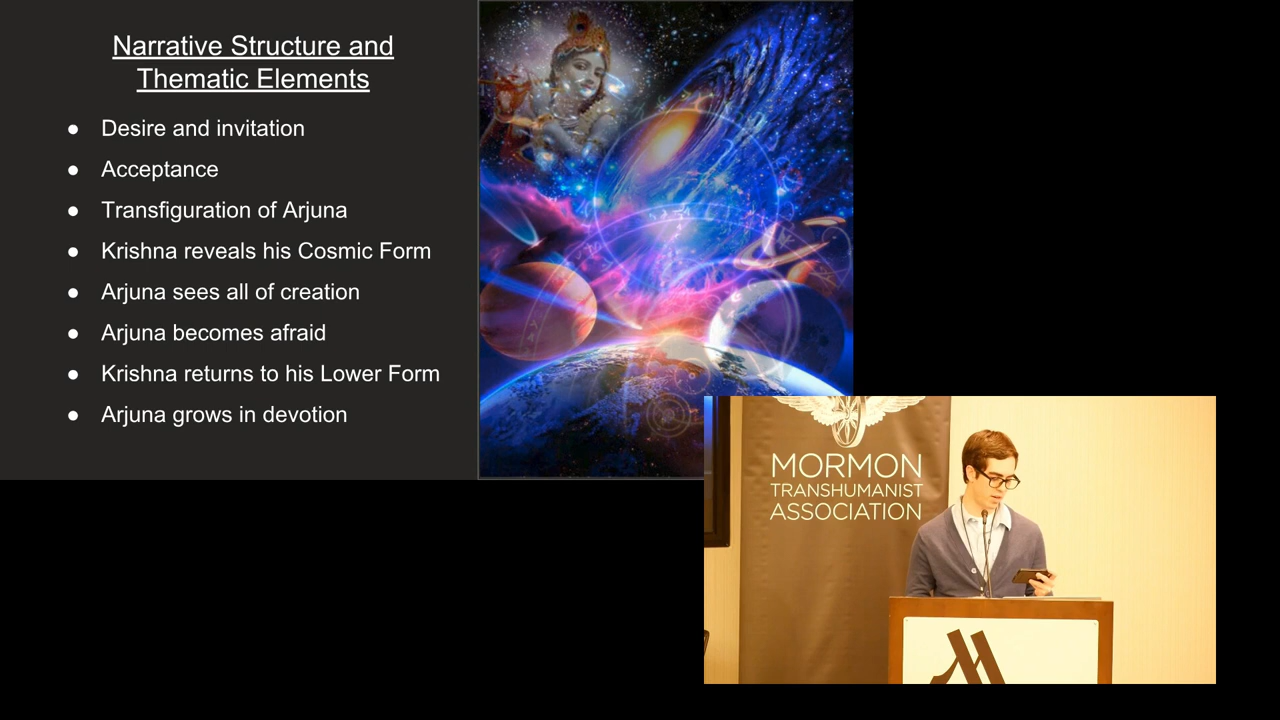 Narrative Structure and
Thematic Elements
● Desire and invitation
● Acceptance
● Transfiguration of Arjuna
● Krishna reveals his Cosmic Form
● Arjuna sees all of creation
● Arjuna becomes afraid
● Krishna returns to his Lower Form
● Arjuna grows in devotion
MORMON
TRANSHUMANIST
ASSOCIATION